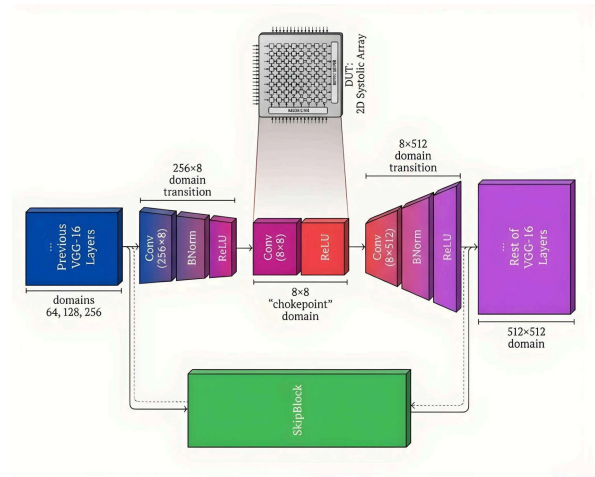 DUT:
2D Systolic Array
256×8
domain
transition
8×512
domain
transition
...
Previous
VGG-16
Layers
Conv
(256×8)
BNorm
ReLU
Conv
(8×8)
ReLU
Conv
(8×512)
BNorm
ReLU
...
Rest of
VGG-16
Layers
domains
64, 128, 256
8×8
“chokepoint”
domain
512×512
domain
SkipBlock